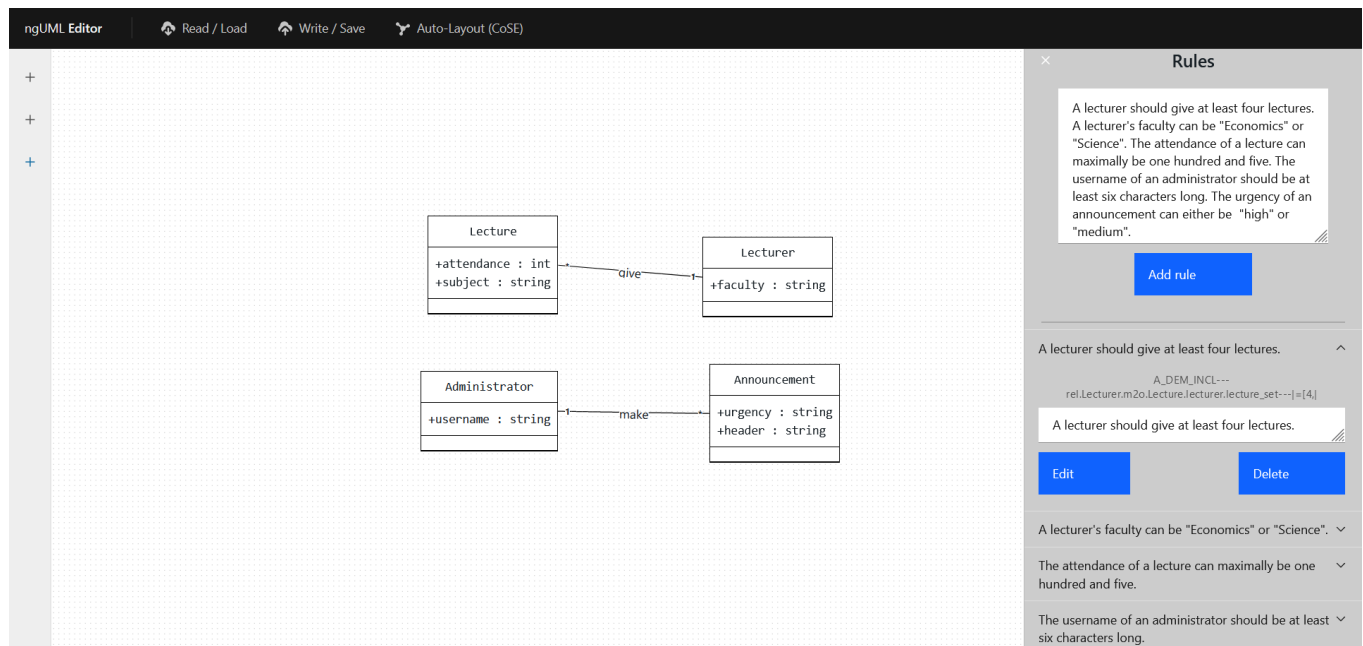 ngUML Editor
Read / Load
Write / Save
Auto-Layout (CoSE)
Rules
A lecturer should give at least four lectures.
A lecturer's faculty can be "Economics" or
"Science". The attendance of a lecture can
maximally be one hundred and five. The
username of an administrator should be at
least six characters long. The urgency of an
announcement can either be  "high" or
"medium".
Add rule
A lecturer should give at least four lectures.
A_DEM_INCL---
rel.Lecturer.m2o.Lecture.lecturer.lecture_set---|=[4,|
A lecturer should give at least four lectures.
Edit
Delete
A lecturer's faculty can be "Economics" or "Science".
The attendance of a lecture can maximally be one
hundred and five.
The username of an administrator should be at least
six characters long.
Lecture
+attendance : int
+subject : string
* give 1
Lecturer
+faculty : string
Administrator
+username : string
1 make *
Announcement
+urgency : string
+header : string